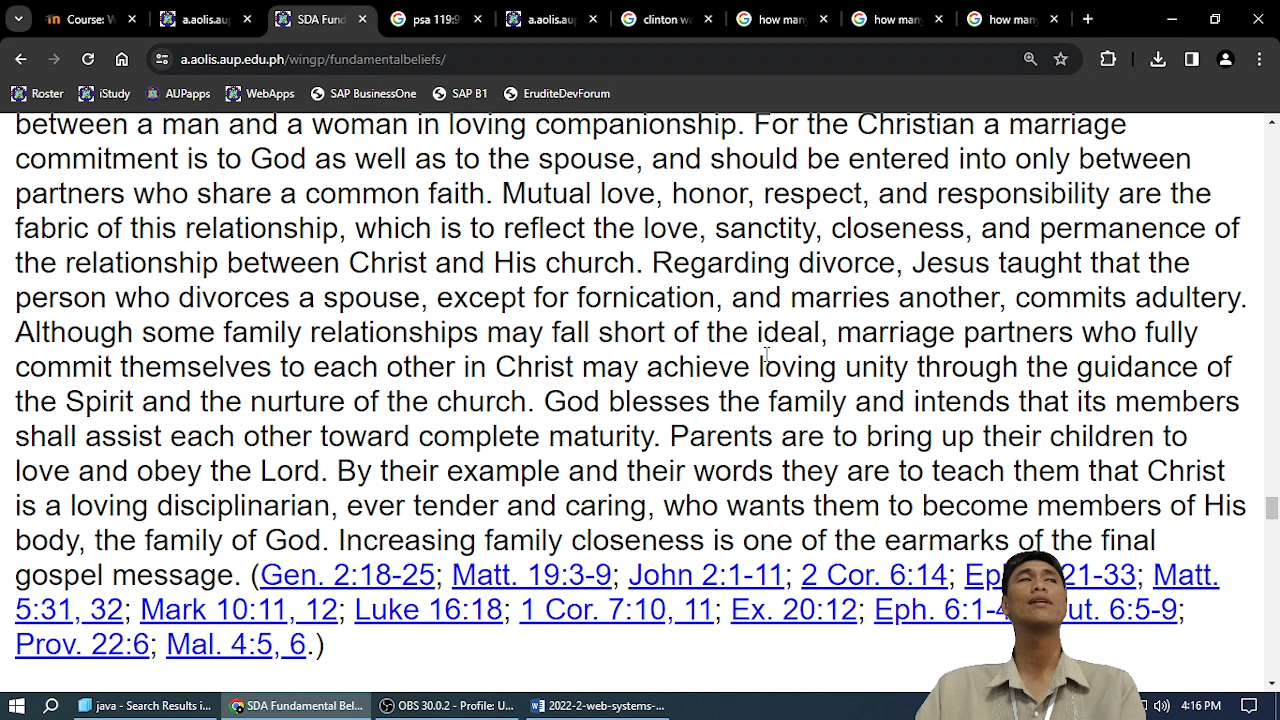 Course: W
a.aolis.aup
SDA Fund
psa 119:9
a.aolis.aup
clinton w
how many
how many
how many
a.aolis.aup.edu.ph/wingp/fundamentalbeliefs/
Roster
iStudy
AUPapps
WebApps
SAP BusinessOne
SAP B1
EruditeDevForum
between a man and a woman in loving companionship. For the Christian a marriage
commitment is to God as well as to the spouse, and should be entered into only between
partners who share a common faith. Mutual love, honor, respect, and responsibility are the
fabric of this relationship, which is to reflect the love, sanctity, closeness, and permanence of
the relationship between Christ and His church. Regarding divorce, Jesus taught that the
person who divorces a spouse, except for fornication, and marries another, commits adultery.
Although some family relationships may fall short of the ideal, marriage partners who fully
commit themselves to each other in Christ may achieve loving unity through the guidance of
the Spirit and the nurture of the church. God blesses the family and intends that its members
shall assist each other toward complete maturity. Parents are to bring up their children to
love and obey the Lord. By their example and their words they are to teach them that Christ
is a loving disciplinarian, ever tender and caring, who wants them to become members of His
body, the family of God. Increasing family closeness is one of the earmarks of the final
gospel message. (Gen. 2:18-25; Matt. 19:3-9; John 2:1-11; 2 Cor. 6:14; Ep 21-33; Matt.
5:31, 32; Mark 10:11, 12; Luke 16:18; 1 Cor. 7:10, 11; Ex. 20:12; Eph. 6:1-4 ut. 6:5-9;
Prov. 22:6; Mal. 4:5, 6.)
java - Search Results i...
SDA Fundamental Bel...
OBS 30.0.2 - Profile: U...
2022-2-web-systems-...
4:16 PM